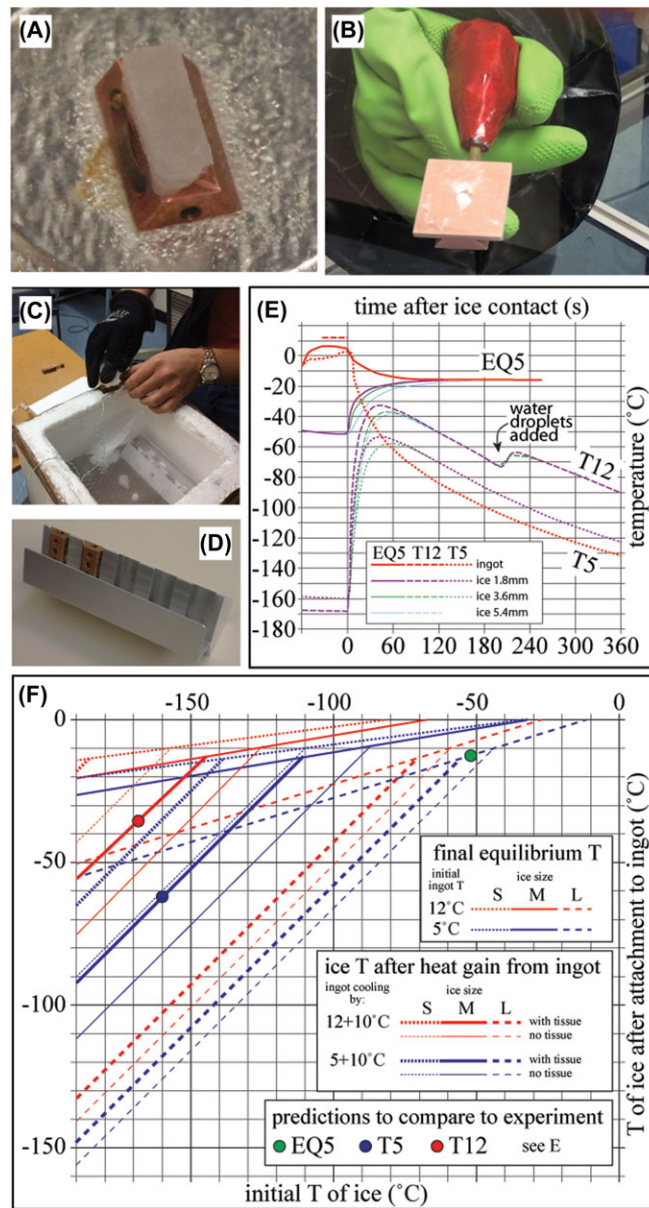 (A)
(B)
(C)
(D)
(E)
time after ice contact (s)
0
-20
-40
-60
-80
-100
-120
-140
-160
-180
temperature (˚C)
EQ5
water
droplets
added
T12
T5
EQ5 T12 T5
ingot
ice 1.8mm
ice 3.6mm
ice 5.4mm
0 60 120 180 240 300 360
(F)
-150 -100 -50 0
0
-50
-100
-150
T of ice after attachment to ingot (˚C)
final equilibrium T
initial
ingot T
ice size
S M L
12˚C
5˚C
ice T after heat gain from ingot
ingot cooling
by:
ice size
S M L
12+10˚C
with tissue
no tissue
5+10˚C
with tissue
no tissue
predictions to compare to experiment
EQ5 T5 T12 see E
initial T of ice (˚C)